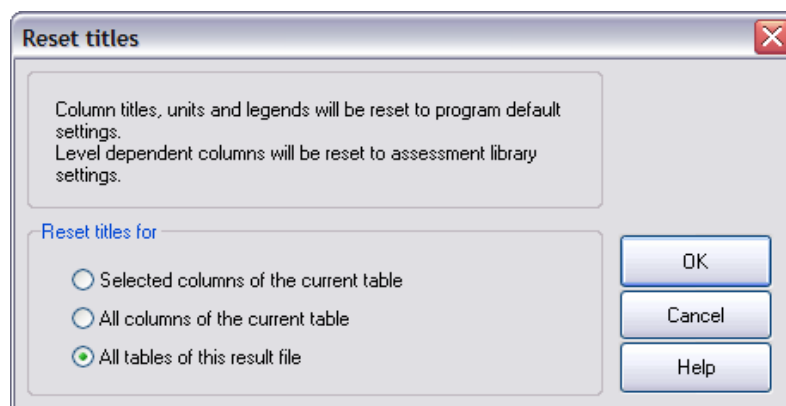 Reset titles
Column titles, units and legends will be reset to program default
settings.
Level dependent columns will be reset to assessment library
settings.
Reset titles for
Selected columns of the current table
All columns of the current table
All tables of this result file
OK
Cancel
Help